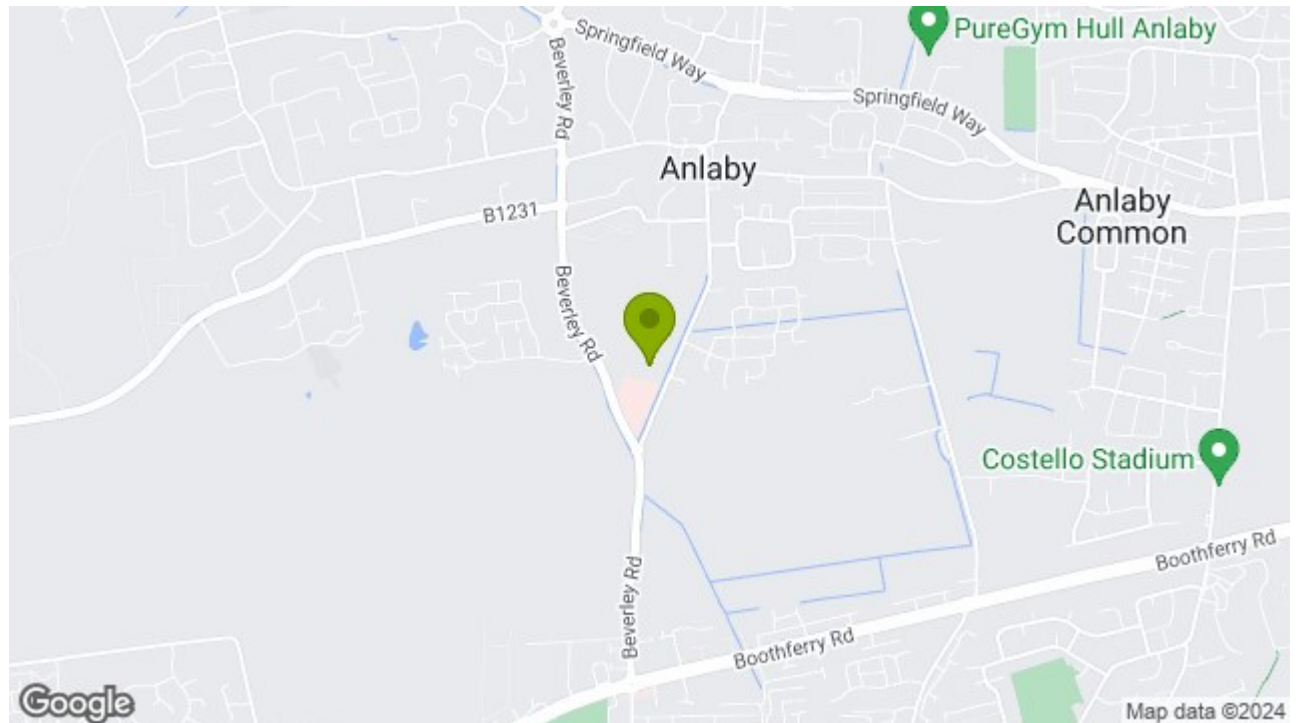 PureGym Hull Anlaby
Springfield Way
Beverley Rd
Springfield Way
Anlaby
Anlaby
Common
B1231
Beverley Rd
Costello Stadium
Boothferry Rd
Beverley Rd
Boothferry Rd
Google
Map data ©2024